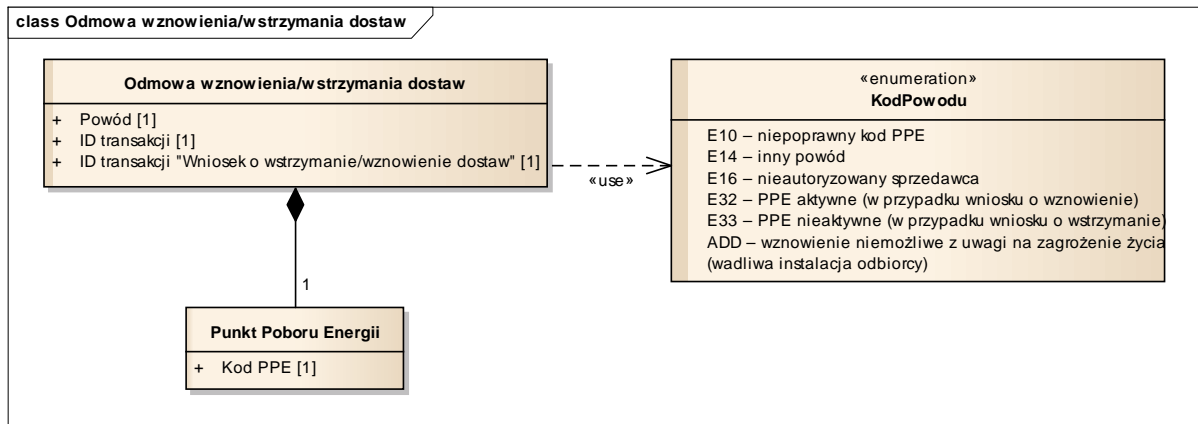 class Odmowa wznowienia/wstrzymania dostaw
Odmowa wznowienia/wstrzymania dostaw
+ Powód [1]
+ ID transakcji [1]
+ ID transakcji "Wniosek o wstrzymanie/wznowienie dostaw" [1]
«use»
«enumeration»
KodPowodu
E10 – niepoprawny kod PPE
E14 – inny powód
E16 – nieautoryzowany sprzedawca
E32 – PPE aktywne (w przypadku wniosku o wznowienie)
E33 – PPE nieaktywne (w przypadku wniosku o wstrzymanie)
ADD – wznowienie niemożliwe z uwagi na zagrożenie życia
(wadliwa instalacja odbiorcy)
1
Punkt Poboru Energii
+ Kod PPE [1]